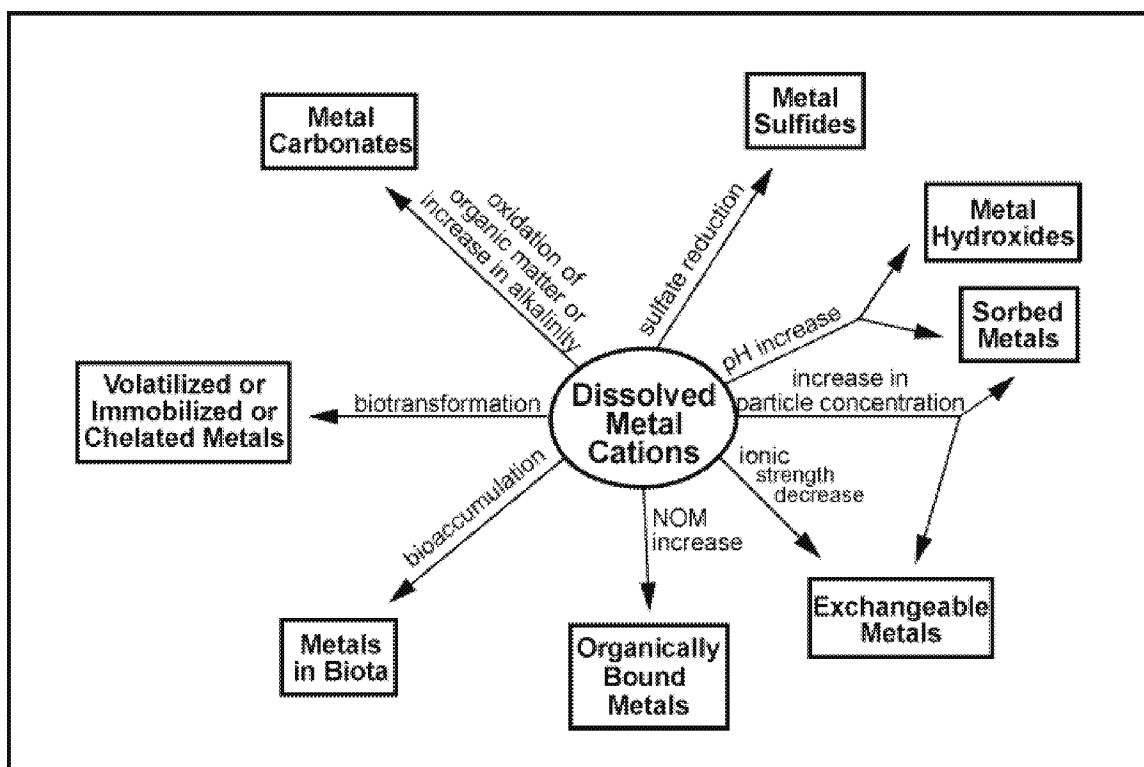 Metal
Carbonates
Metal
Sulfides
oxidation of
organic matter or
increase in alkalinity
sulfate reduction
Metal
Hydroxides
pH increase
Sorbed
Metals
Volatilized or
Immobilized or
Chelated Metals
biotransformation
Dissolved
Metal
Cations
increase in
particle concentration
ionic
strength
decrease
bioaccumulation
NOM
increase
Metals
in Biota
Organically
Bound
Metals
Exchangeable
Metals